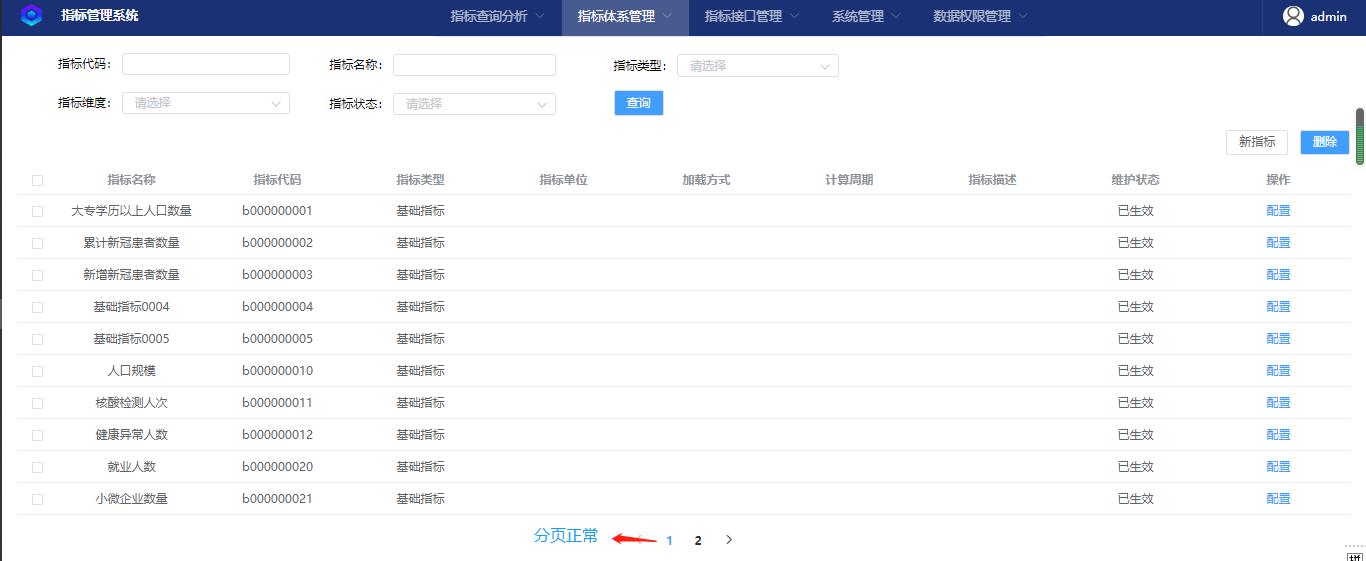 指标管理系统 指标查询分析 指标体系管理 指标接口管理 系统管理 数据权限管理 admin
指标代码： 指标名称： 指标类型： 请选择
指标维度： 请选择 指标状态： 请选择 查询
新指标 删除
指标名称 指标代码 指标类型 指标单位 加载方式 计算周期 指标描述 维护状态 操作
大专学历以上人口数量 b000000001 基础指标 已生效 配置
累计新冠患者数量 b000000002 基础指标 已生效 配置
新增新冠患者数量 b000000003 基础指标 已生效 配置
基础指标0004 b000000004 基础指标 已生效 配置
基础指标0005 b000000005 基础指标 已生效 配置
人口规模 b000000010 基础指标 已生效 配置
核酸检测人次 b000000011 基础指标 已生效 配置
健康异常人数 b000000012 基础指标 已生效 配置
就业人数 b000000020 基础指标 已生效 配置
小微企业数量 b000000021 基础指标 已生效 配置
分页正常 1 2